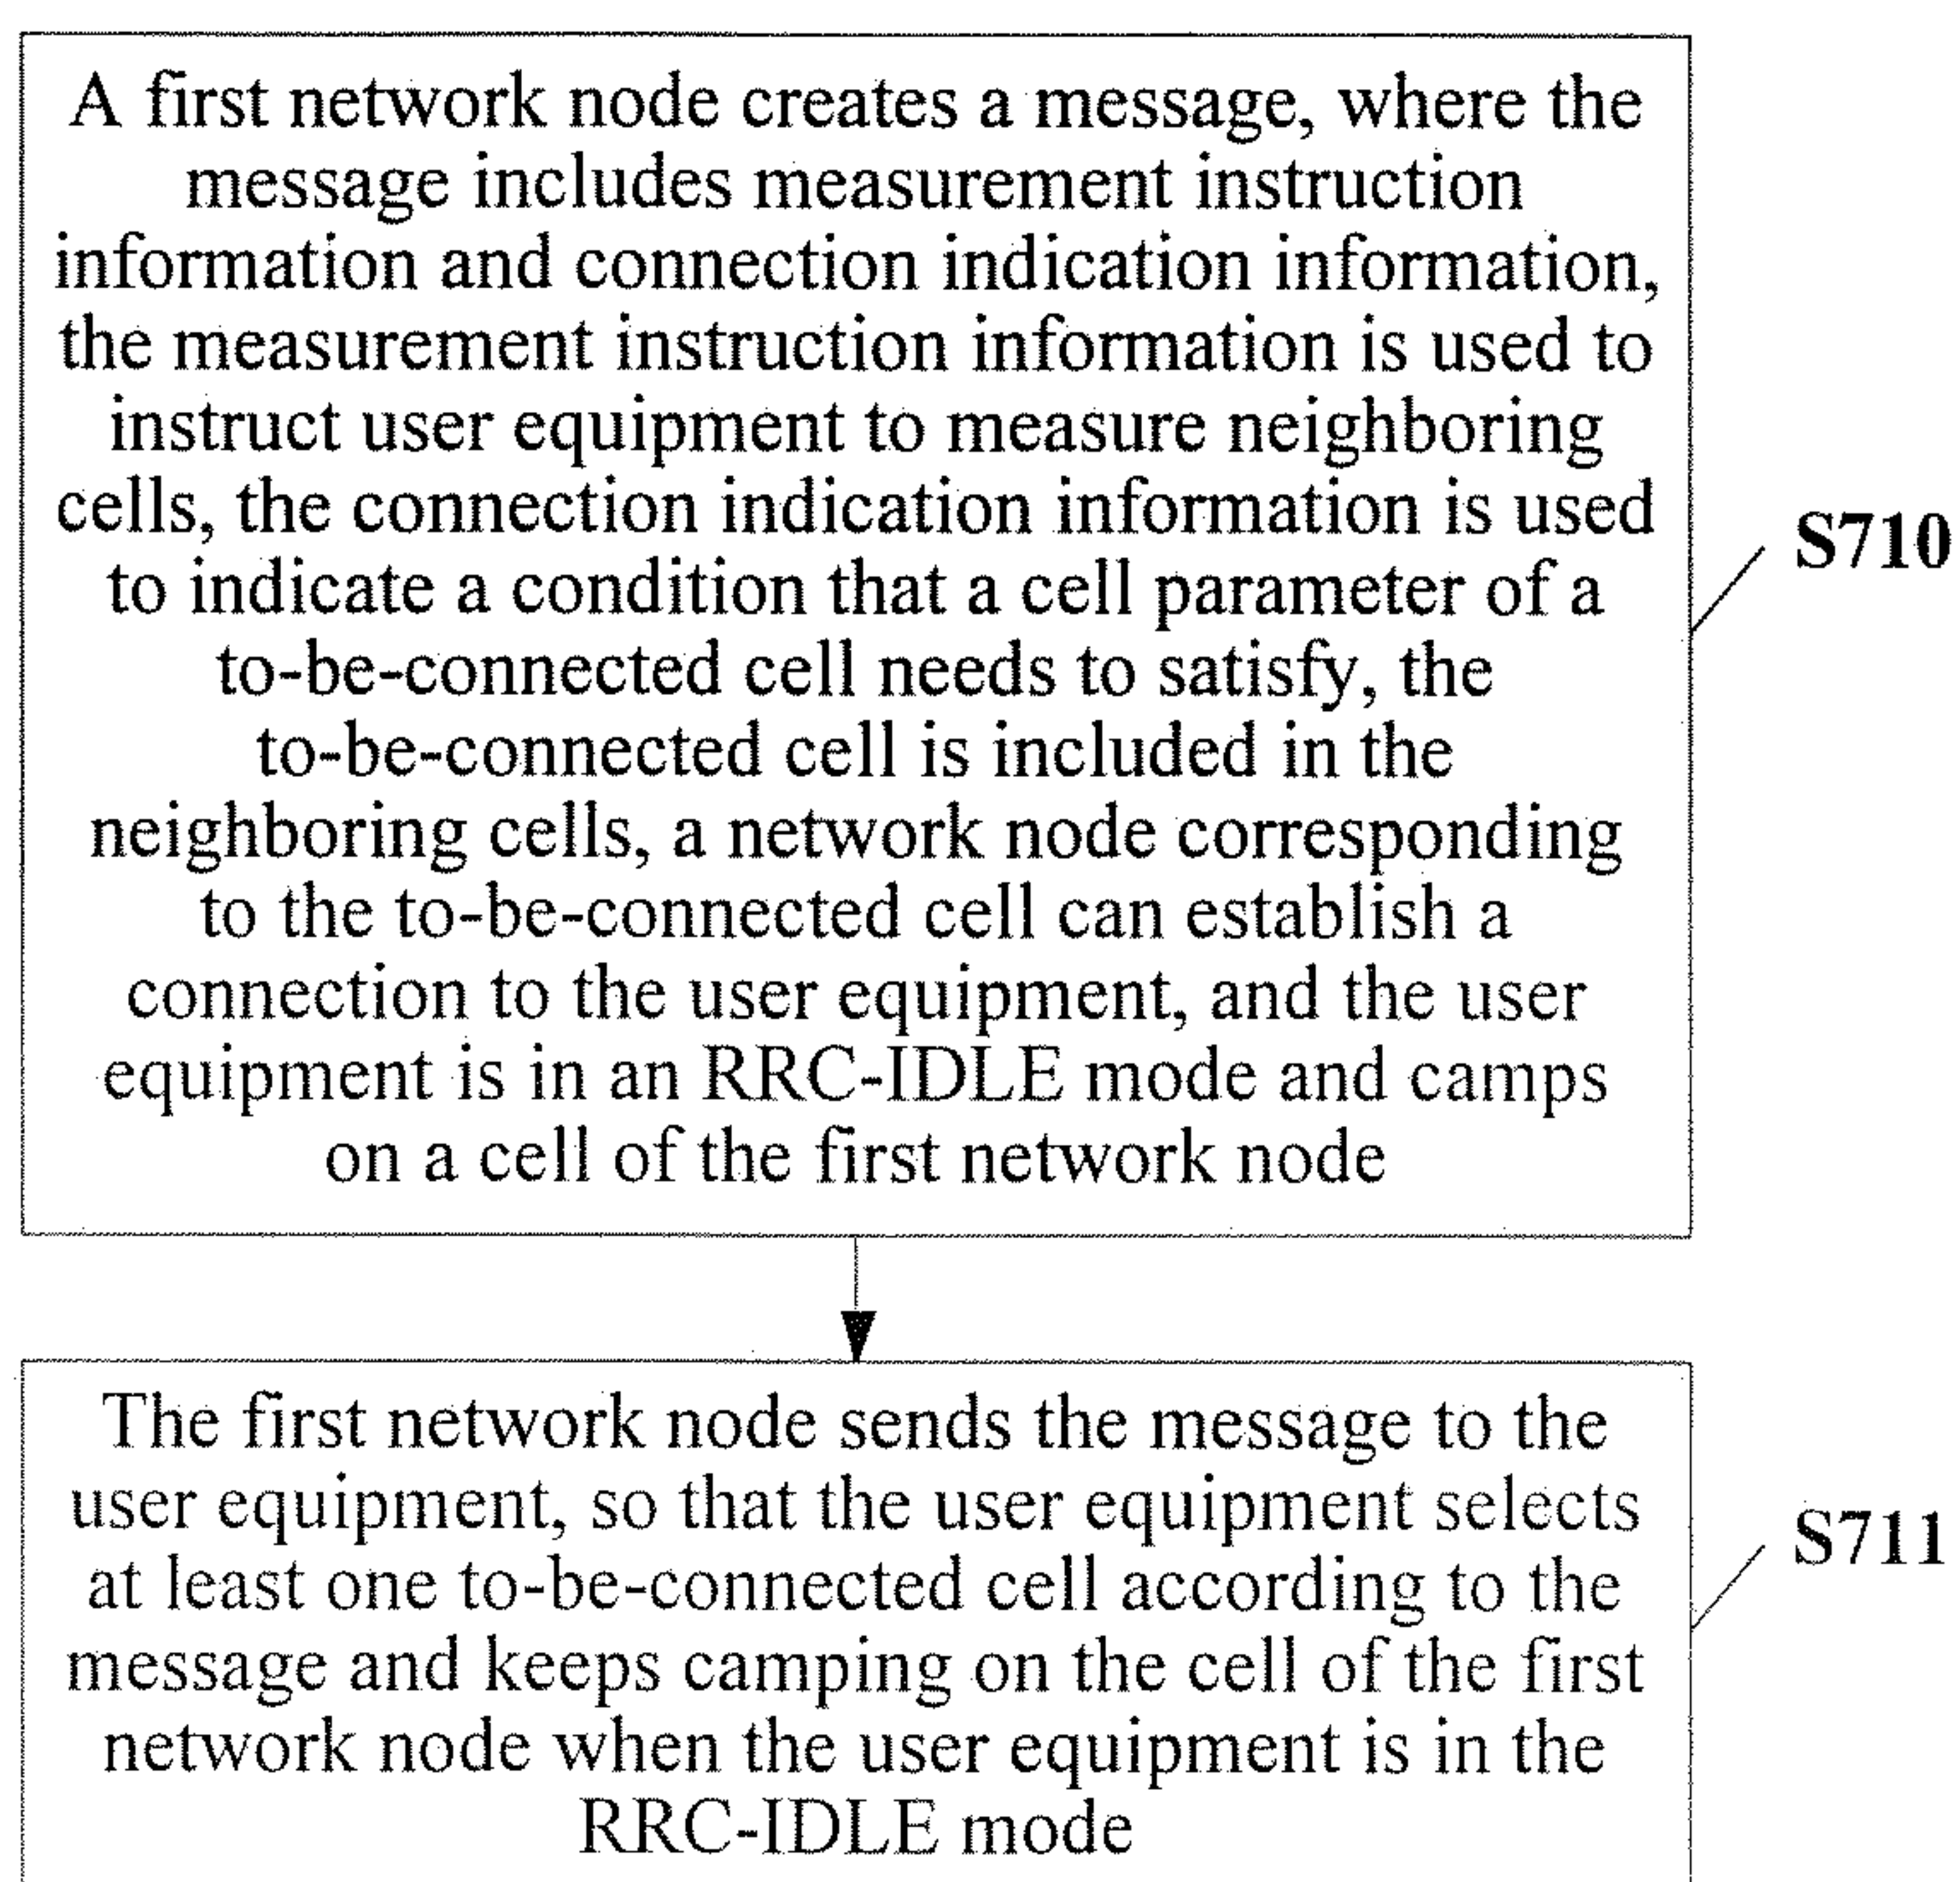 A first network node creates a message, where the
message includes measurement instruction
information and connection indication information,
the measurement instruction information is used to
instruct user equipment to measure neighboring
cells, the connection indication information is used
to indicate a condition that a cell parameter of a
to-be-connected cell needs to satisfy, the
to-be-connected cell is included in the
neighboring cells, a network node corresponding
to the to-be-connected cell can establish a
connection to the user equipment, and the user
equipment is in an RRC-IDLE mode and camps
on a cell of the first network node
S710
The first network node sends the message to the
user equipment, so that the user equipment selects
at least one to-be-connected cell according to the
message and keeps camping on the cell of the first
network node when the user equipment is in the
RRC-IDLE mode
S711